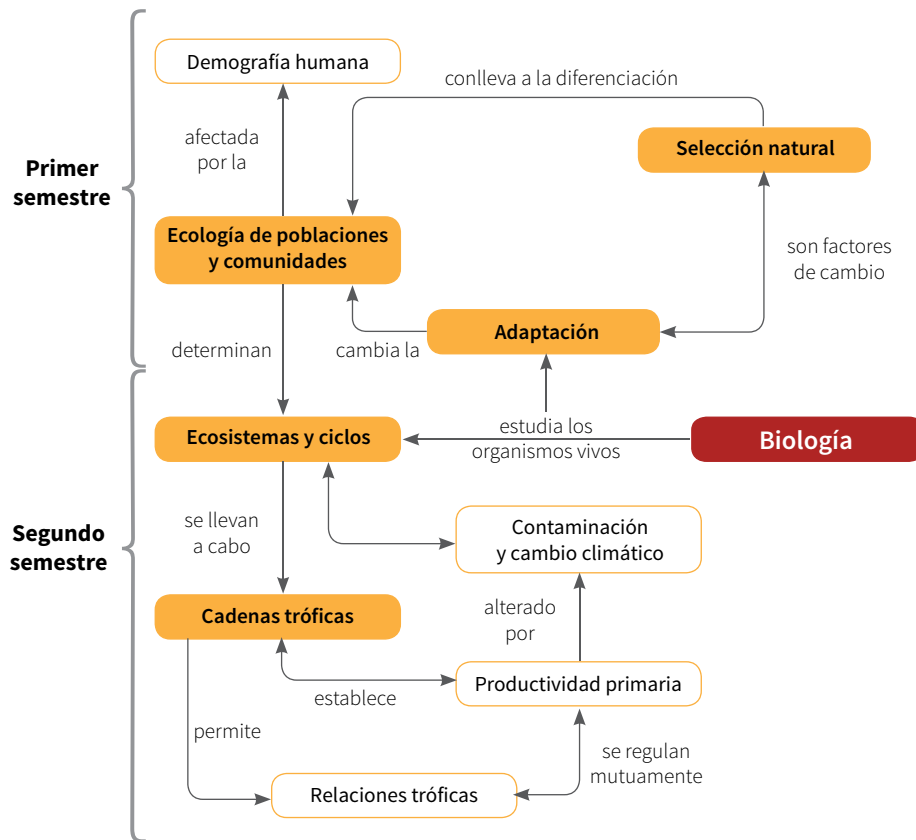 Demografía humana
conlleva a la diferenciación
afectada
por la
Selección natural
Primer
semestre
Ecología de poblaciones
y comunidades
son factores
de cambio
Adaptación
determinan
cambia la
Ecosistemas y ciclos
estudia los
organismos vivos
Biología
Segundo
semestre
se llevan
a cabo
Contaminación
y cambio climático
Cadenas tróficas
alterado
por
establece
Productividad primaria
permite
se regulan
mutuamente
Relaciones tróficas